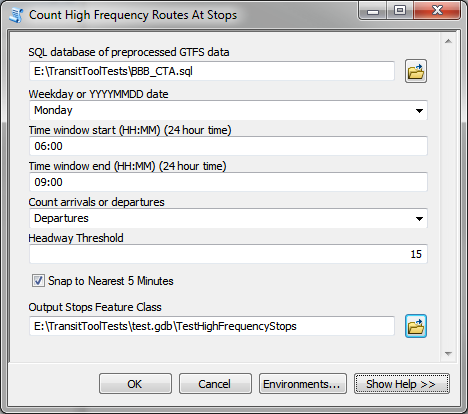 Count High Frequency Routes At Stops
SQL database of preprocessed GTFS data
E:\TransitToolTests\BBB_CTA.sql
Weekday or YYYYMMDD date
Monday
Time window start (HH:MM) (24 hour time)
06:00
Time window end (HH:MM) (24 hour time)
09:00
Count arrivals or departures
Departures
Headway Threshold
15
Snap to Nearest 5 Minutes
Output Stops Feature Class
E:\TransitToolTests\test.gdb\TestHighFrequencyStops
OK
Cancel
Environments...
Show Help >>